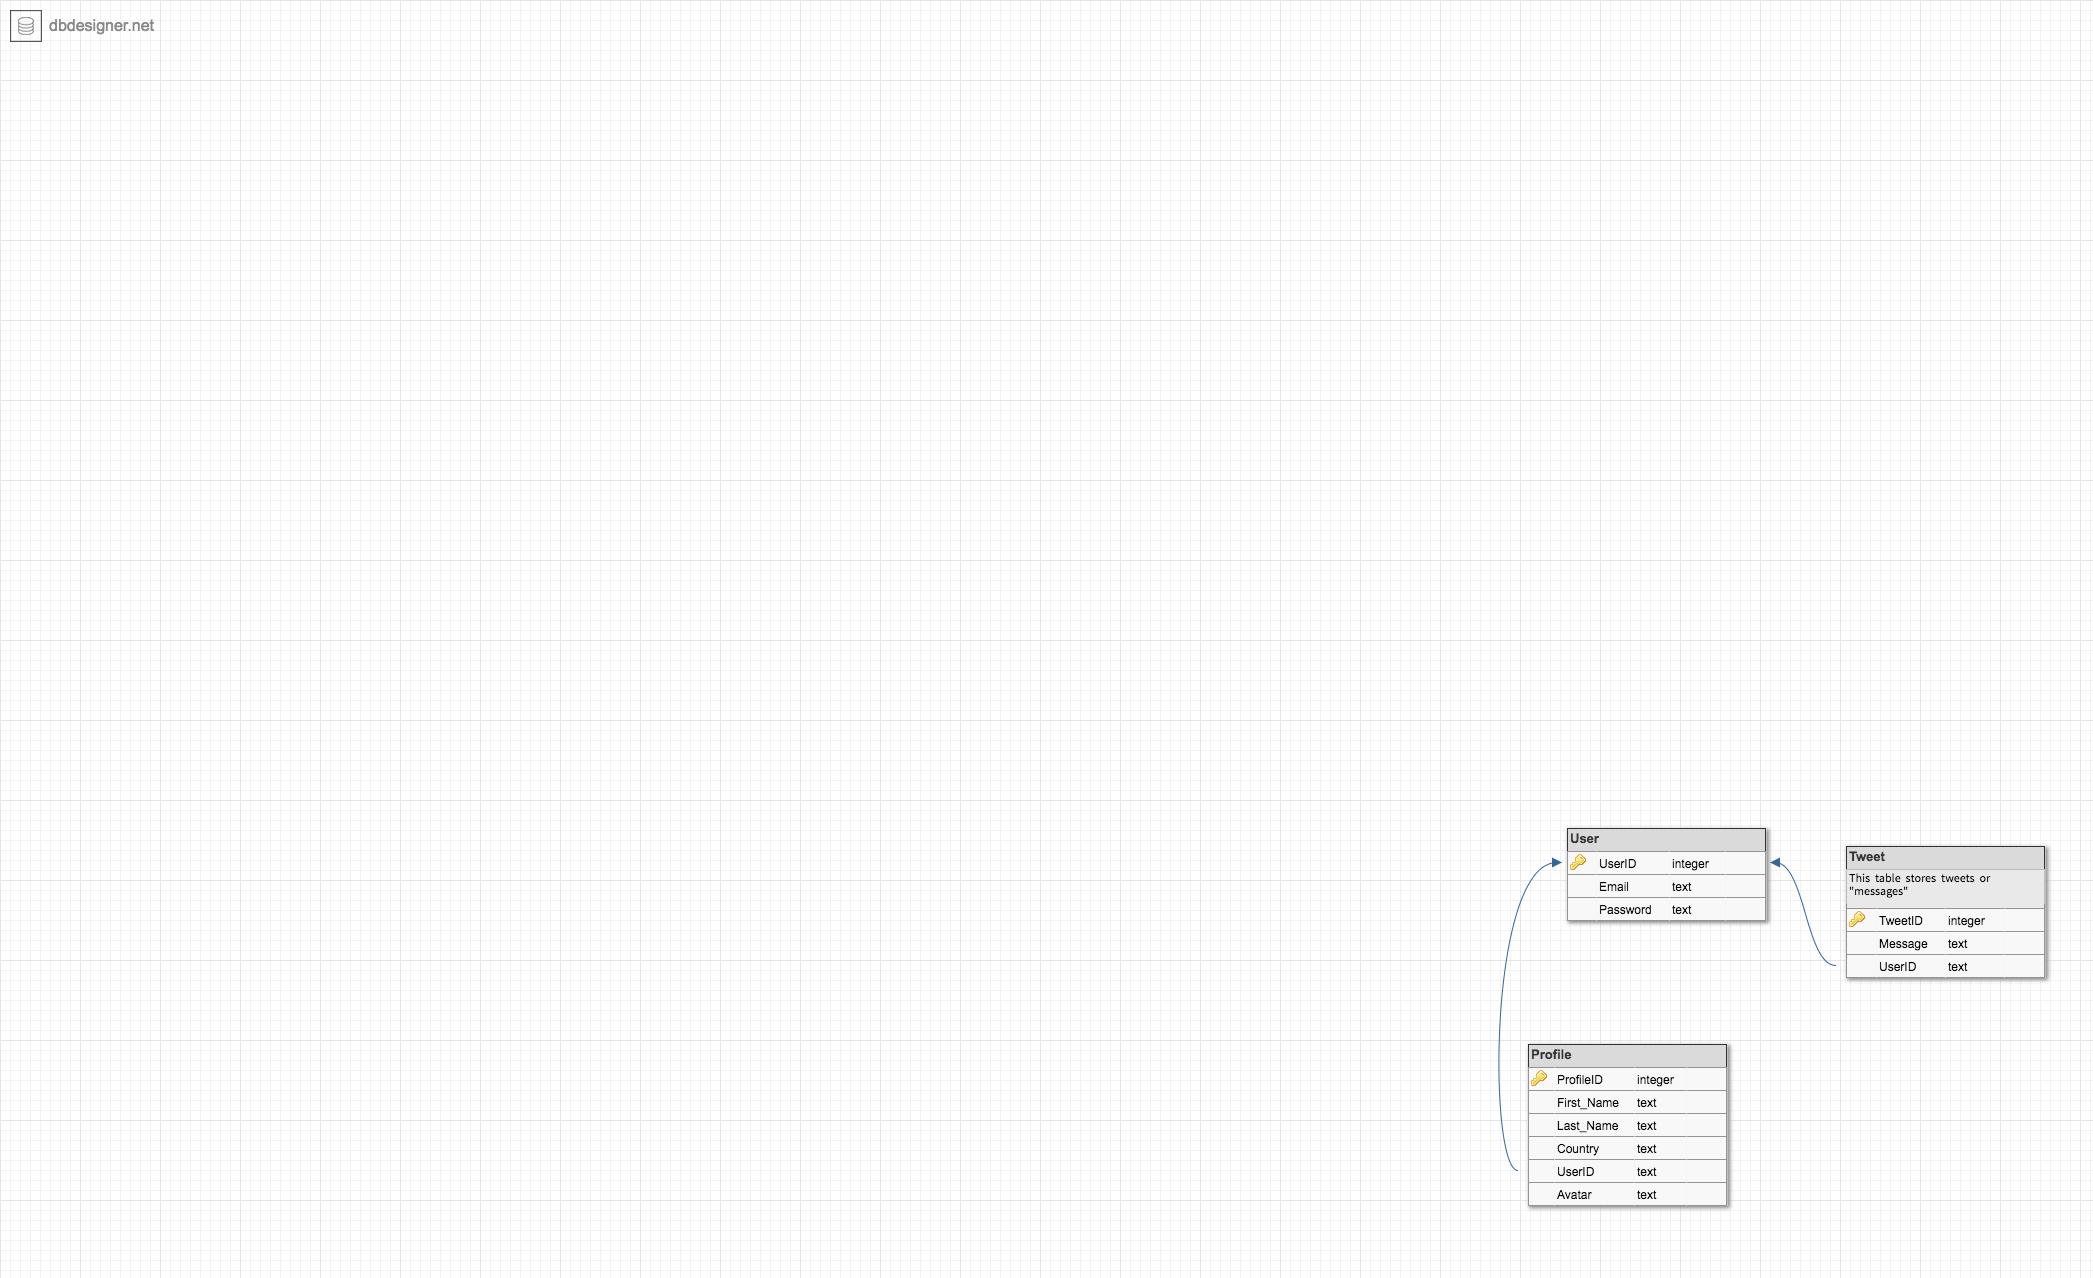 dbdesigner.net
User
UserID integer
Email text
Password text
Tweet
This table stores tweets or
"messages"
TweetID integer
Message text
UserID text
Profile
ProfileID integer
First_Name text
Last_Name text
Country text
UserID text
Avatar text